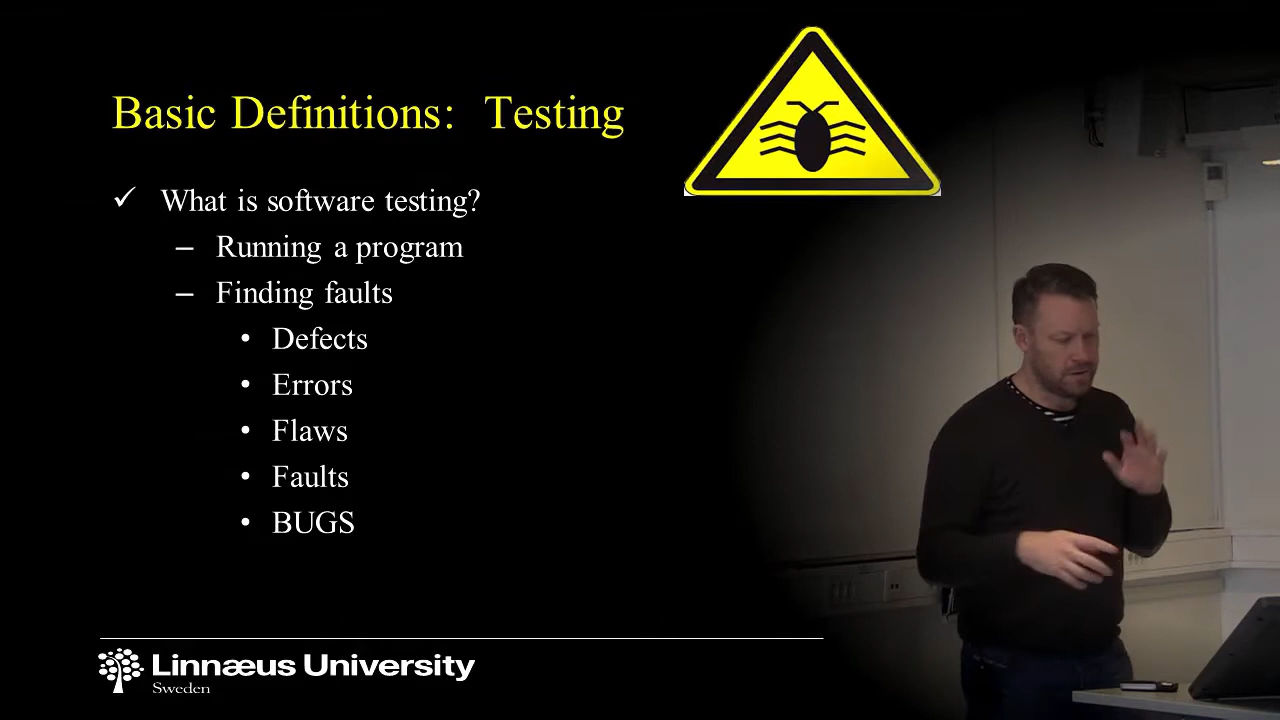 Basic Definitions: Testing
✓ What is software testing?
– Running a program
– Finding faults
• Defects
• Errors
• Flaws
• Faults
• BUGS
Linnæus University
Sweden